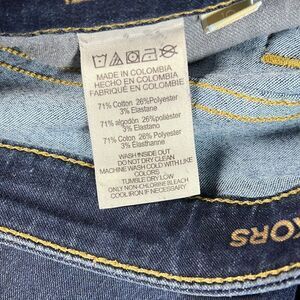 MADE IN COLOMBIA
HECHO EN COLOMBIA
FABRIQUÉ EN COLOMBIE
71% Cotton 26%Polyester
3% Elastane
71% algodón 26%poliéster
3% Elastano
71% Coton 26% Polyester
3% Elasthanne
WASH INSIDE OUT
DO NOT DRY CLEAN
MACHINE WASH COLD WITH LIKE
COLORS
TUMBLE DRY LOW
ONLY NON-CHLORINE BLEACH
COOL IRON IF NECESSARY
KORS